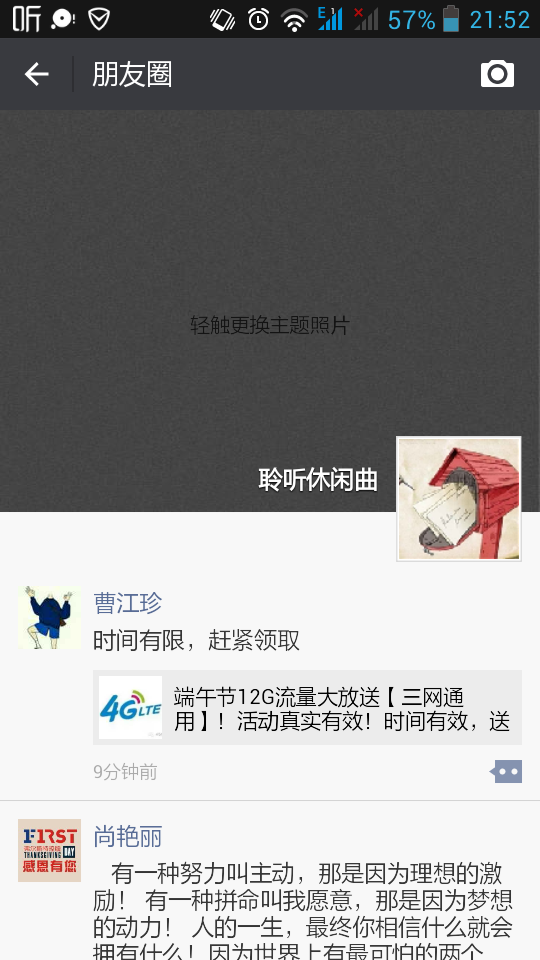 听 E 1 57% 21:52
朋友圈
轻触更换主题照片
聆听休闲曲
曹江珍
时间有限，赶紧领取
4G LTE
端午节12G流量大放送【三网通
用】！活动真实有效！时间有效，送
9分钟前
F1RST
THANKSGIVING DAY
感恩有您
尚艳丽
有一种努力叫主动，那是因为理想的激
励！ 有一种拼命叫我愿意，那是因为梦想
的动力！ 人的一生，最终你相信什么就会
拥有什么！因为世界上有最可怕的两个